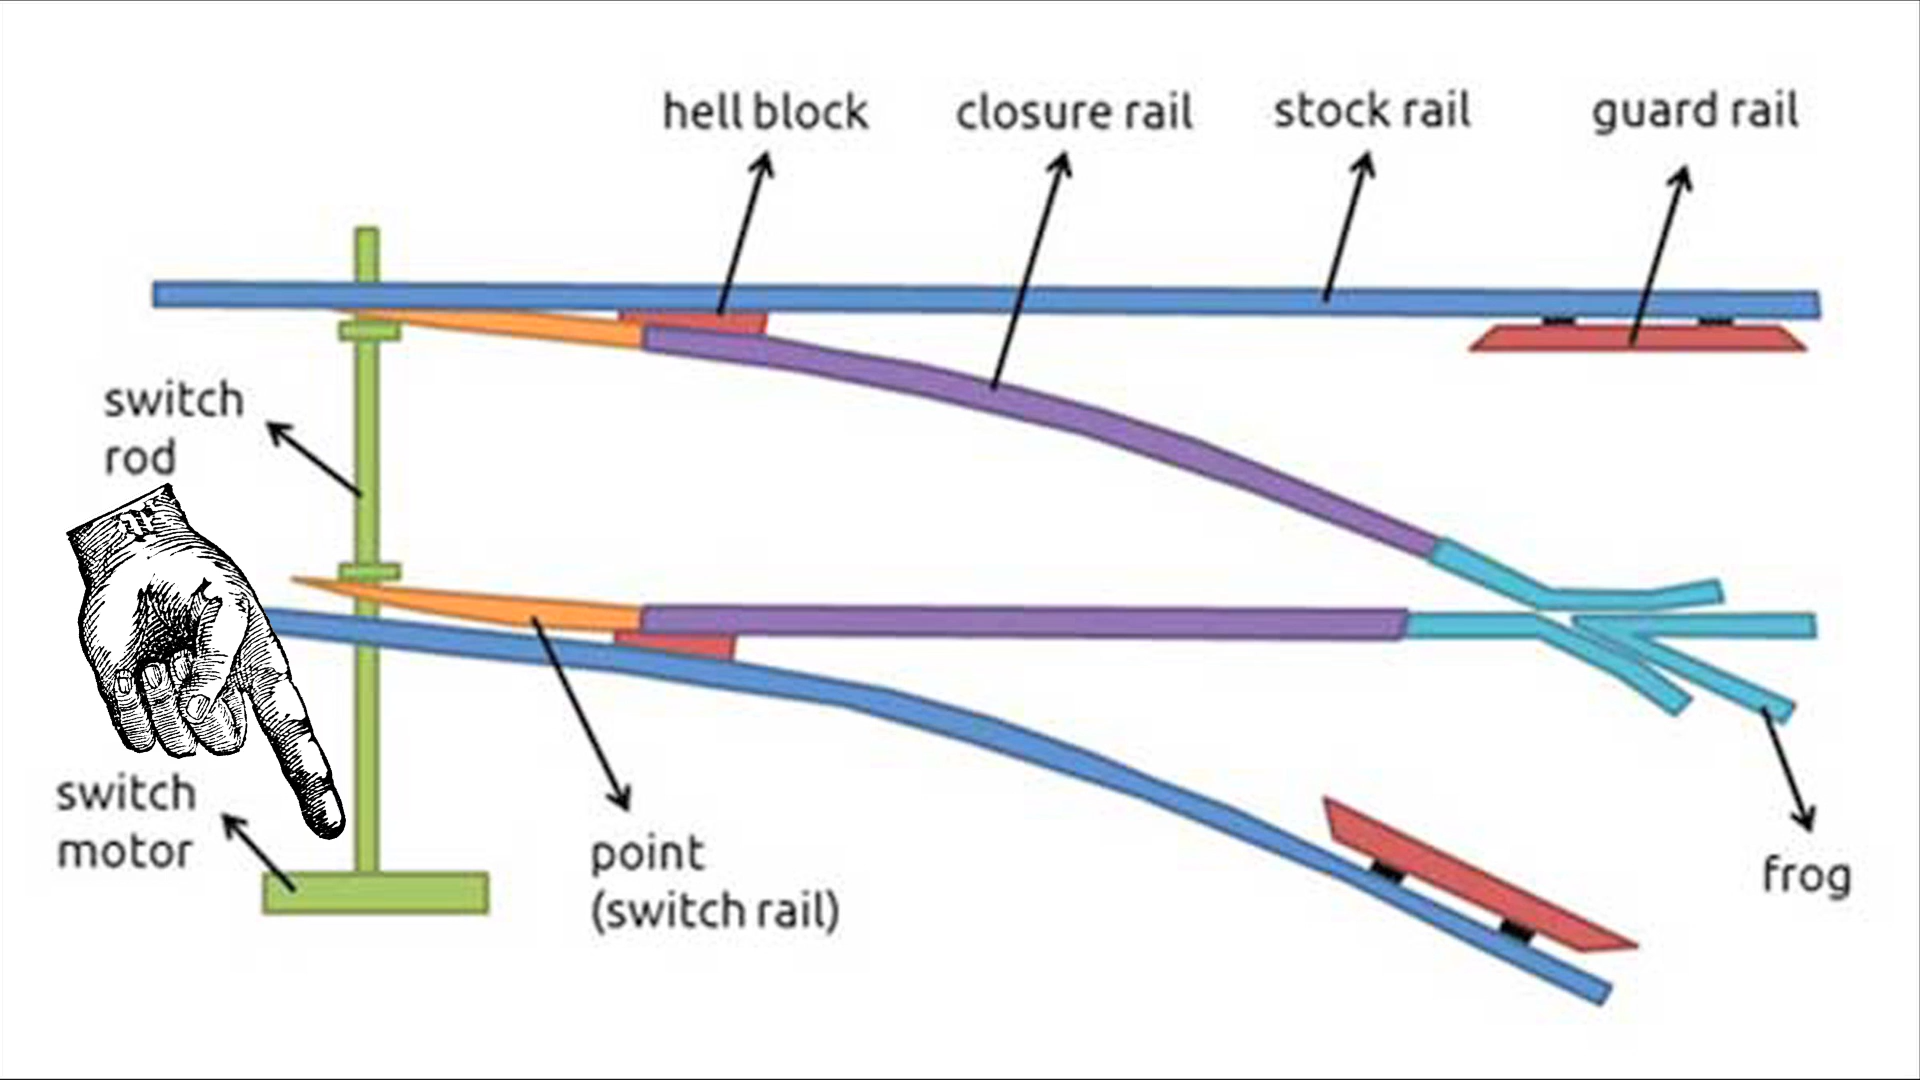 hell block
closure rail
stock rail
guard rail
switch
rod
switch
motor
point
(switch rail)
frog